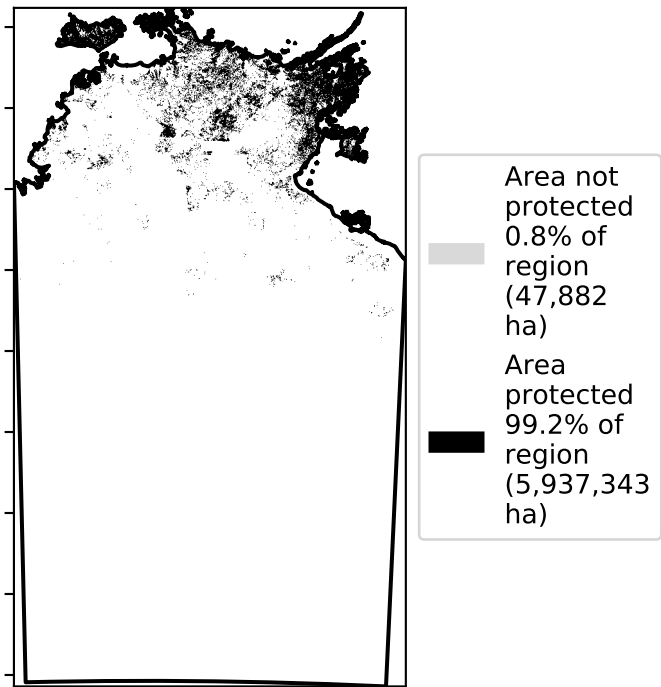 Area not
protected
0.8% of
region
(47,882
ha)
Area
protected
99.2% of
region
(5,937,343
ha)